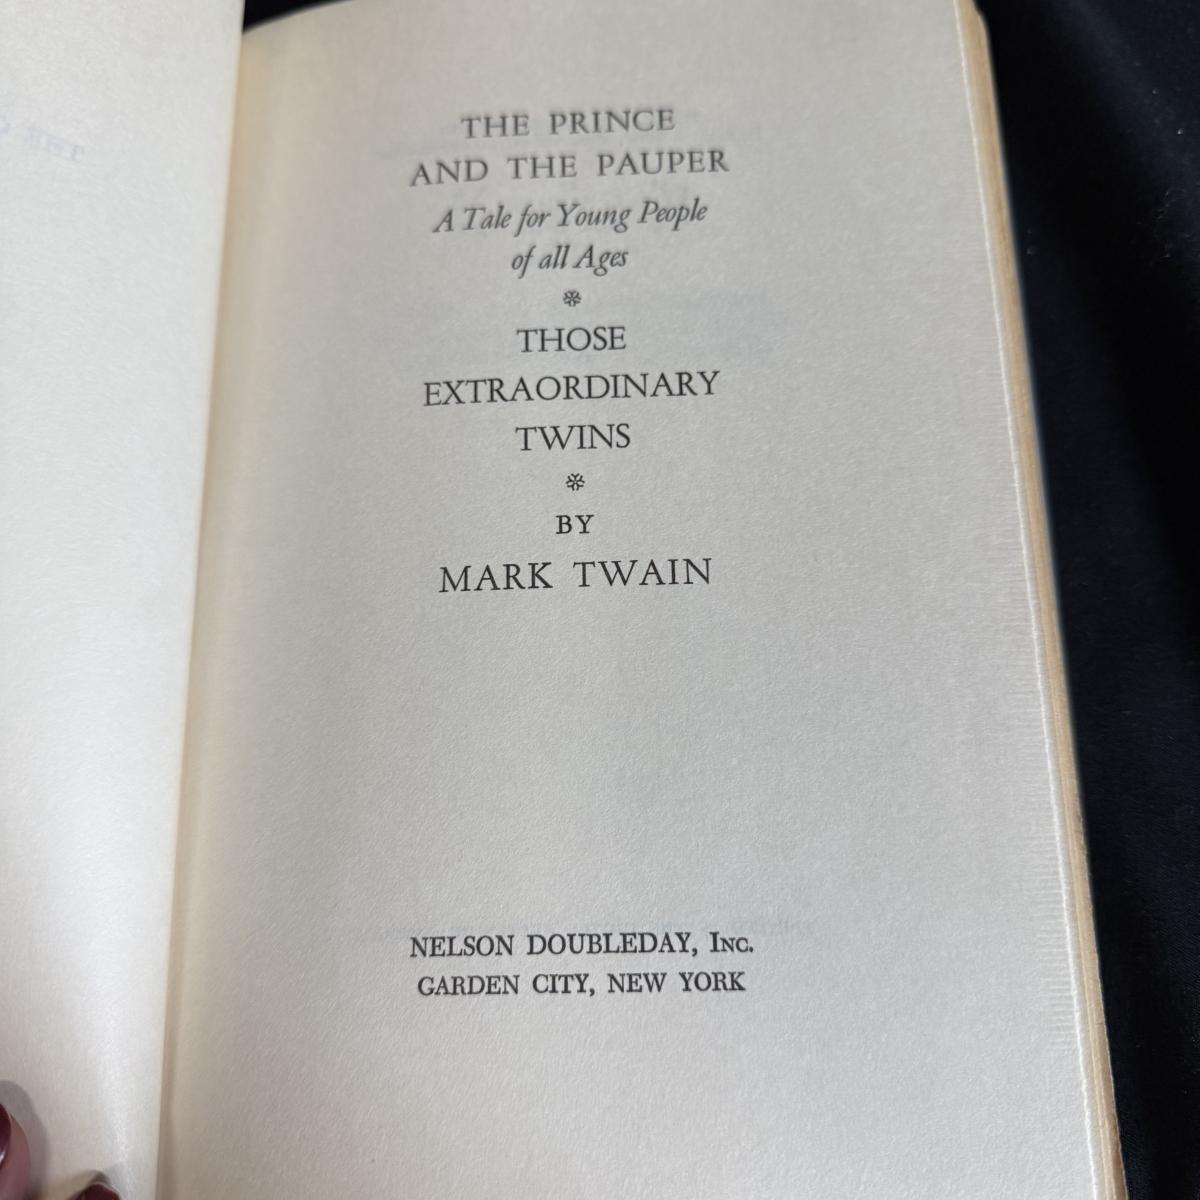 THE PRINCE
AND THE PAUPER
A Tale for Young People
of all Ages
THOSE
EXTRAORDINARY
TWINS
BY
MARK TWAIN
NELSON DOUBLEDAY, INC.
GARDEN CITY, NEW YORK